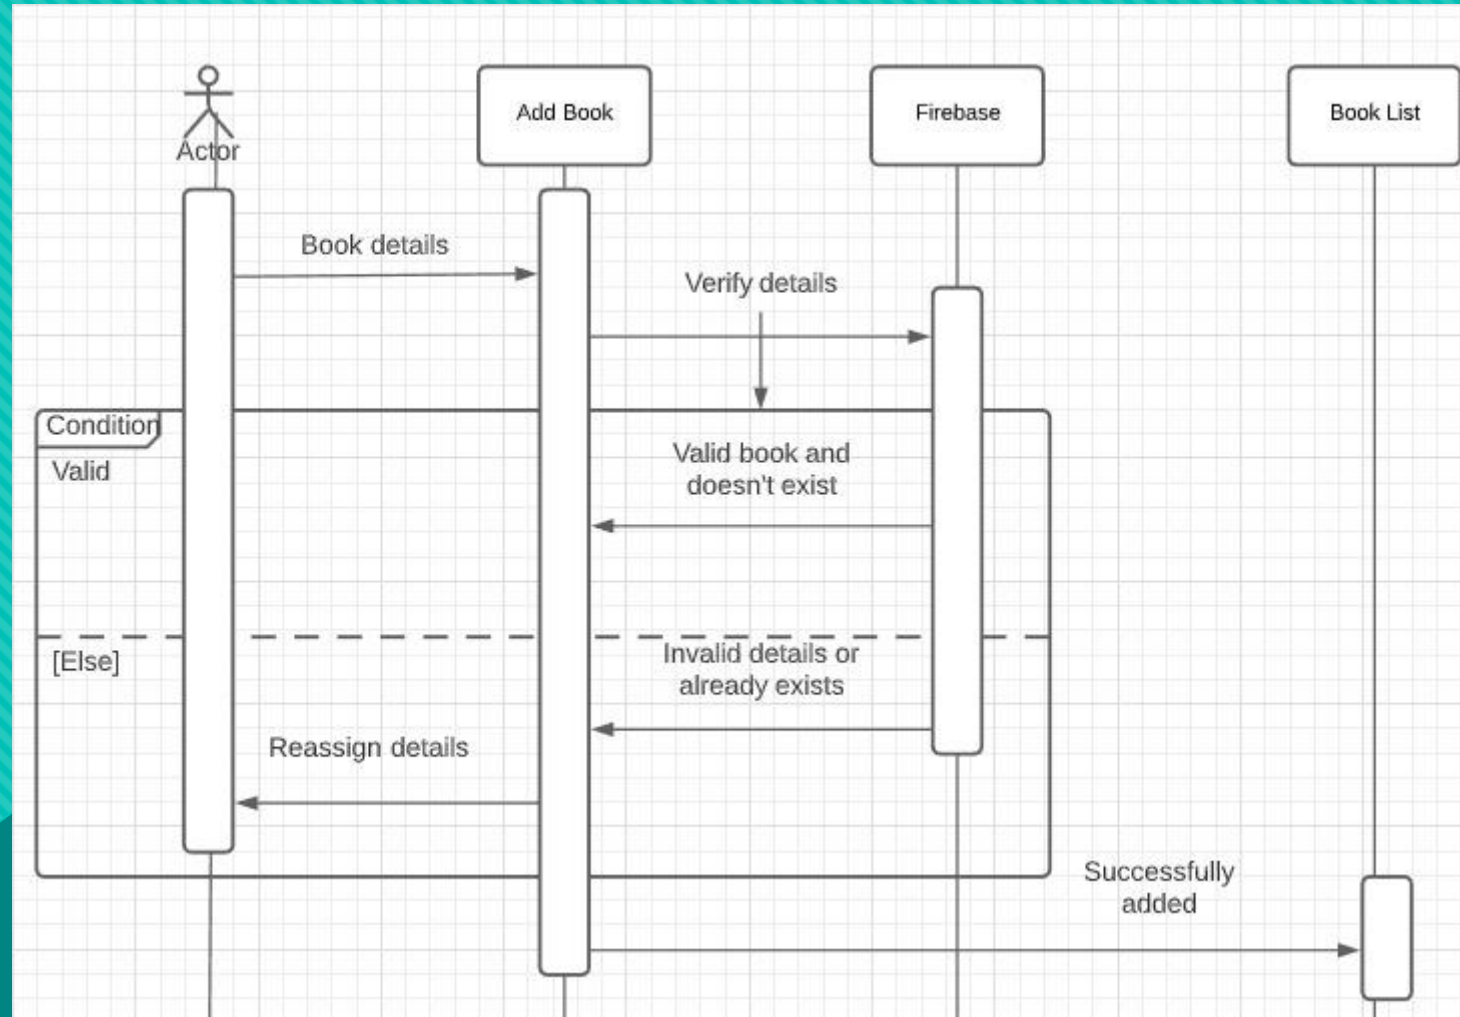 Actor
Add Book
Firebase
Book List
Book details
Verify details
Condition
Valid
Valid book and
doesn't exist
[Else]
Invalid details or
already exists
Reassign details
Successfully
added